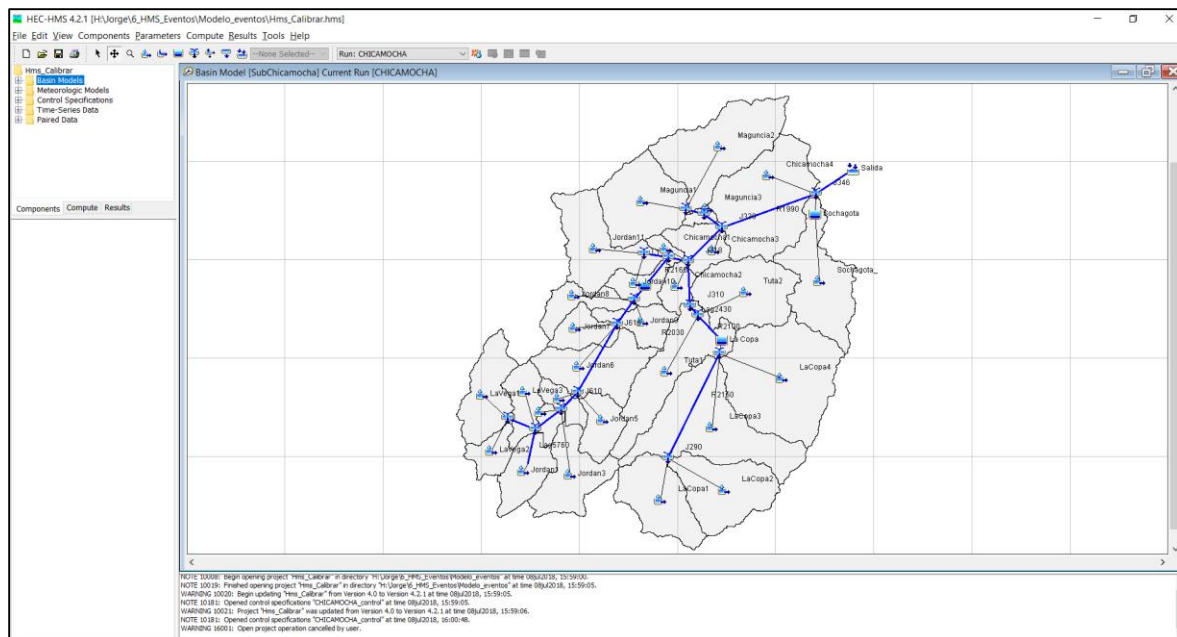 HEC-HMS 4.2.1 [H:\Jorge\6_HMS_Eventos\Modelo_eventos\Hms_Calibrar.hms]
File Edit View Components Parameters Compute Results Tools Help
--None Selected--
Run: CHICAMOCHA
Hms_Calibrar
Basin Models
Meteorologic Models
Control Specifications
Time-Series Data
Paired Data
Components Compute Results
Basin Model [SubChicamocha] Current Run [CHICAMOCHA]
Maguncia2
Chicamocha4
Salida
J346
Maguncia1
Maguncia3
R1990
Sochagota
Jordan11
Chicamocha1
Chicamocha3
Sochagota_
Chicamocha2
Tuta2
Jordan10
Jordan8
J310
Lag2430
Jordan7
J616
Jordan9
R2030
R2100
La Copa
Jordan6
Tuta1
LaCopa4
LaVega1
LaVega3
J610
R2160
Jordan5
LaCopa3
LaVega2
Lag5760
J290
Jordan1
Jordan3
LaCopa2
LaCopa1
NOTE 10008: Begin opening project "Hms_Calibrar" in directory "H:\Jorge\6_HMS_Eventos\Modelo_eventos" at time 08jul2018, 15:59:00.
NOTE 10019: Finished opening project "Hms_Calibrar" in directory "H:\Jorge\6_HMS_Eventos\Modelo_eventos" at time 08jul2018, 15:59:05.
WARNING 10020: Begin updating "Hms_Calibrar" from Version 4.0 to Version 4.2.1 at time 08jul2018, 15:59:05.
NOTE 10181: Opened control specifications "CHICAMOCHA_control" at time 08jul2018, 15:59:05.
WARNING 10021: Project "Hms_Calibrar" was updated from Version 4.0 to Version 4.2.1 at time 08jul2018, 15:59:06.
NOTE 10181: Opened control specifications "CHICAMOCHA_control" at time 08jul2018, 16:00:48.
WARNING 16001: Open project operation cancelled by user.